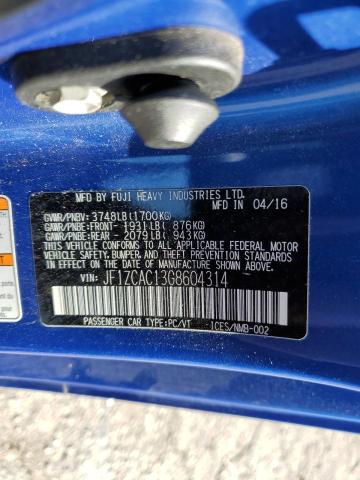 MFD BY FUJI HEAVY INDUSTRIES LTD.
GVWR/PNBV: 3748LB(1700KG) 04/16
GAWR/PNBE:FRONT- 1931LB( 876KG)
GAWR/PNBE:REAR - 2079LB( 943KG)
THIS VEHICLE CONFORMS TO ALL APPLICABLE FEDERAL MOTOR
VEHICLE SAFETY, BUMPER, AND THEFT PREVENTION STANDARDS
IN EFFECT ON THE DATE OF MANUFACTURE SHOWN ABOVE.
VIN: JF1ZCAC13G8604314
PASSENGER CAR TYPE:PC/VT ICES/NMB-002